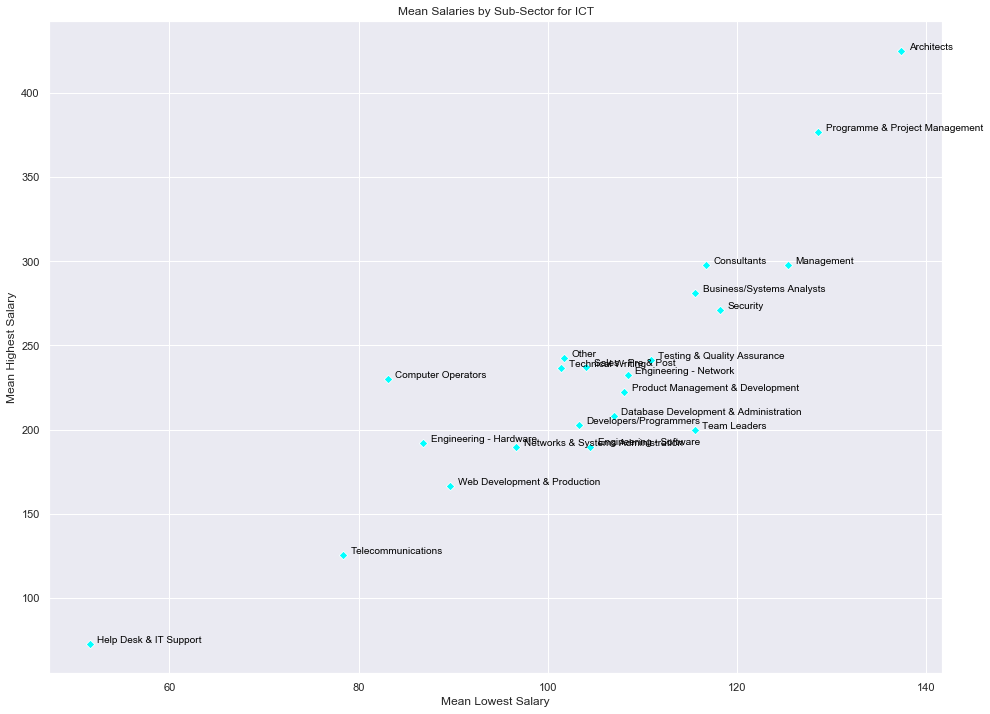 Mean Salaries by Sub-Sector for ICT
Architects
400
Programme & Project Management
350
300
Consultants
Management
Business/Systems Analysts
Security
250
Other
Testing & Quality Assurance
Sales - Pre & Post
Technical Writing
Engineering - Network
Computer Operators
Product Management & Development
Database Development & Administration
Developers/Programmers
200
Team Leaders
Engineering - Hardware
Networks & Systems Administration
Engineering - Software
Web Development & Production
150
Telecommunications
100
Help Desk & IT Support
Mean Highest Salary
60
80
100
120
140
Mean Lowest Salary